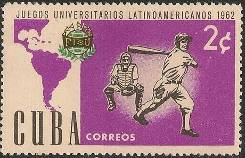 JUEGOS UNIVERSITARIOS LATINOAMERICANOS 1962
2¢
CUBA
CORREOS